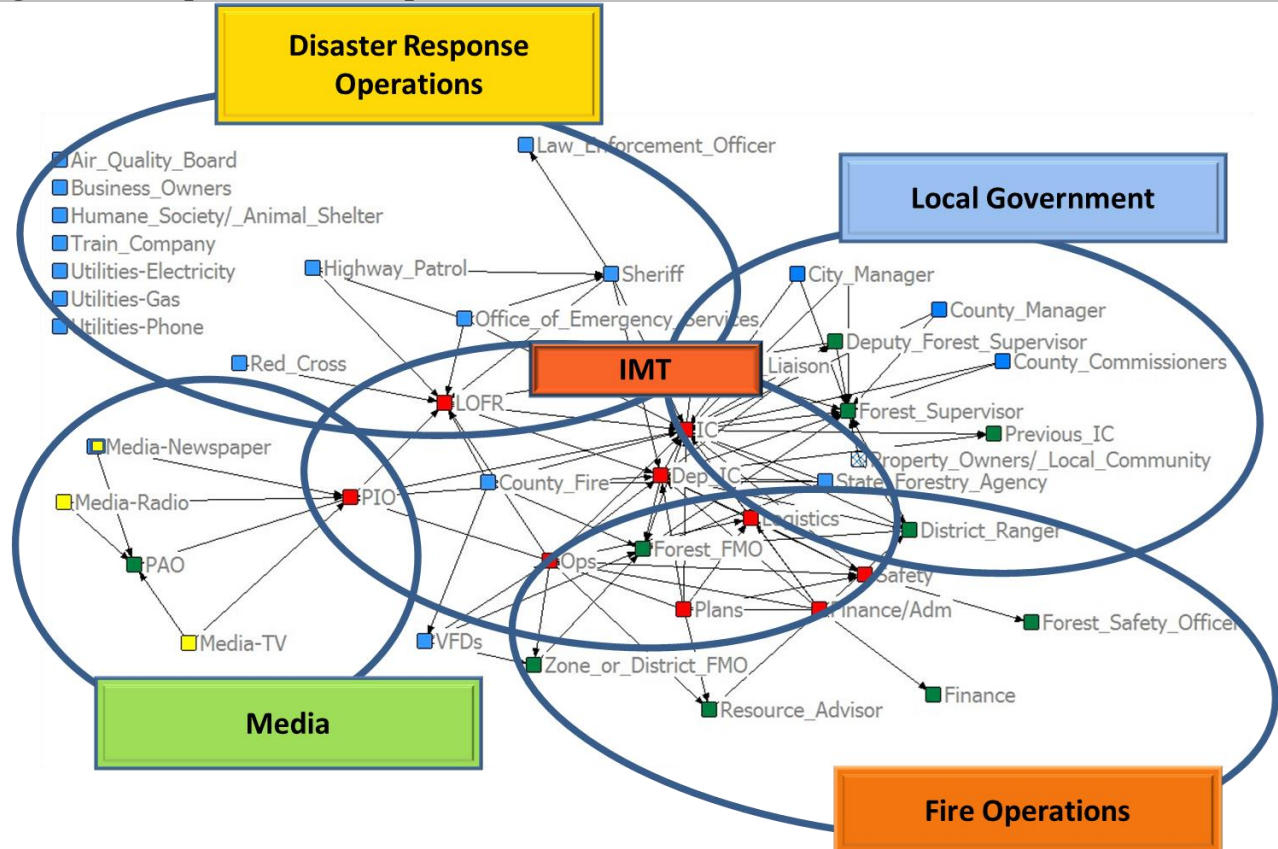 Disaster Response
Operations
Law_Enforcement_Officer
Air_Quality_Board
Business_Owners
Humane_Society/_Animal_Shelter
Train_Company
Utilities-Electricity
Utilities-Gas
Utilities-Phone
Local Government
Highway_Patrol
Sheriff
City_Manager
Office_of_Emergency_Services
County_Manager
Deputy_Forest_Supervisor
Red_Cross
IMT
_Liaison
County_Commissioners
LOFR
Forest_Supervisor
IC
Previous_IC
Media-Newspaper
Property_Owners/_Local_Community
Dep_IC
County_Fire
State_Forestry_Agency
PIO
Media-Radio
Logistics
District_Ranger
Forest_FMO
Ops
PAO
Safety
Plans
Finance/Adm
Forest_Safety_Officer
Media-TV
VFDs
Zone_or_District_FMO
Finance
Resource_Advisor
Media
Fire Operations